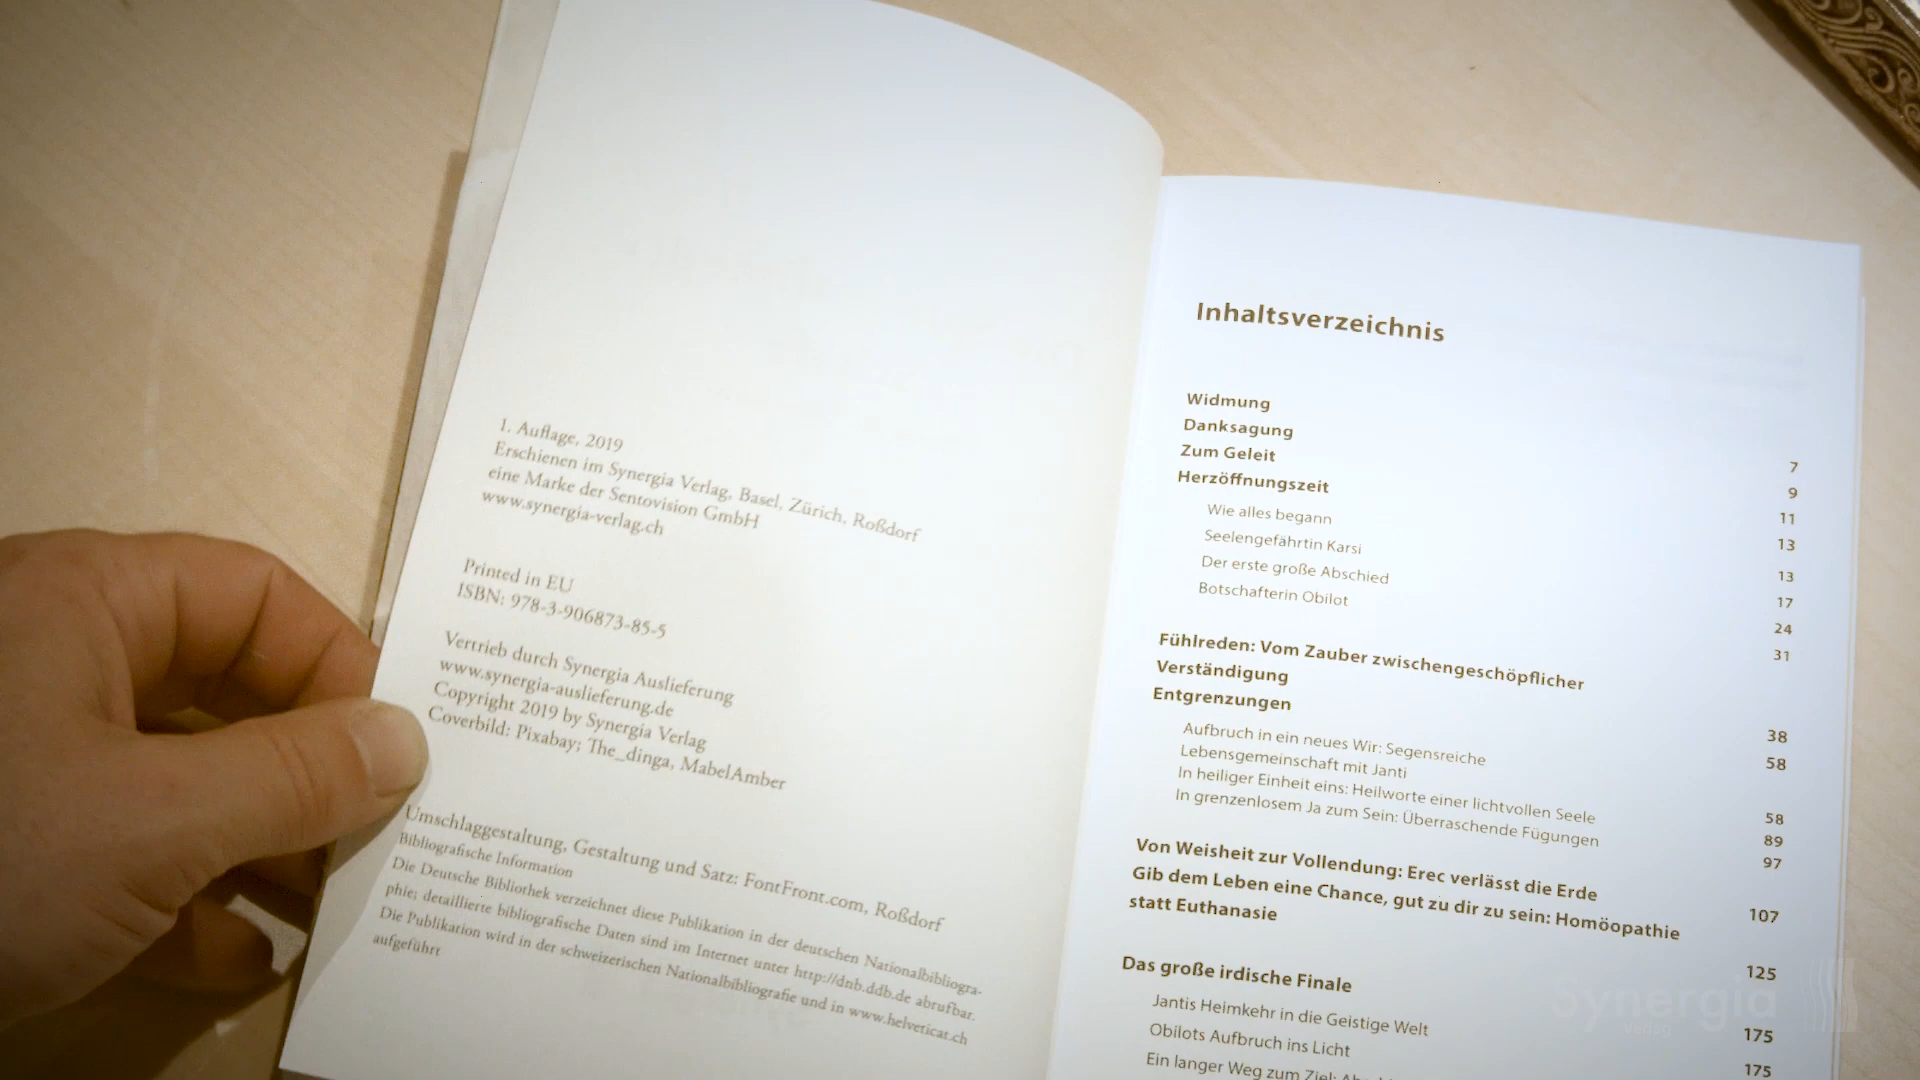 1. Auflage, 2019
Erschienen im Synergia Verlag, Basel, Zürich, Roßdorf
eine Marke der Sentovision GmbH
www.synergia-verlag.ch
Printed in EU
ISBN: 978-3-906873-85-5
Vertrieb durch Synergia Auslieferung
www.synergia-auslieferung.de
Copyright 2019 by Synergia Verlag
Coverbild: Pixabay; The_dinga, MabelAmber
Umschlaggestaltung, Gestaltung und Satz: FontFront.com, Roßdorf
Bibliografische Information
Die Deutsche Bibliothek verzeichnet diese Publikation in der deutschen Nationalbibliogra-
phie; detaillierte bibliografische Daten sind im Internet unter http://dnb.ddb.de abrufbar.
Die Publikation wird in der schweizerischen Nationalbibliografie und in www.helveticat.ch
aufgeführt
Inhaltsverzeichnis
Widmung 7
Danksagung 9
Zum Geleit 11
Herzöffnungszeit 13
Wie alles begann 13
Seelengefährtin Karsi 17
Der erste große Abschied 24
Botschafterin Obilot 31
Fühlreden: Vom Zauber zwischengeschöpflicher
Verständigung 38
Entgrenzungen 58
Aufbruch in ein neues Wir: Segensreiche
Lebensgemeinschaft mit Janti 58
In heiliger Einheit eins: Heilworte einer lichtvollen Seele 89
In grenzenlosem Ja zum Sein: Überraschende Fügungen 97
Von Weisheit zur Vollendung: Erec verlässt die Erde 107
Gib dem Leben eine Chance, gut zu dir zu sein: Homöopathie
statt Euthanasie 125
Das große irdische Finale 175
Jantis Heimkehr in die Geistige Welt 175
Obilots Aufbruch ins Licht
Ein langer Weg zum Ziel:
Synergia
Verlag